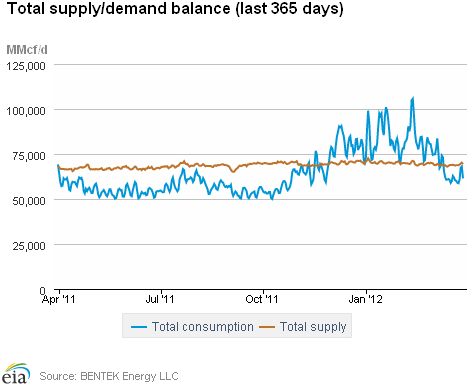 Total supply/demand balance (last 365 days)
MMcf/d
125,000
100,000
75,000
50,000
25,000
0
Apr '11 Jul '11 Oct '11 Jan '12
Total consumption Total supply
eia Source: BENTEK Energy LLC